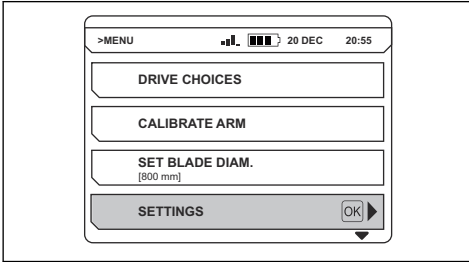 >MENU 20 DEC 20:55
DRIVE CHOICES
CALIBRATE ARM
SET BLADE DIAM.
[800 mm]
SETTINGS OK